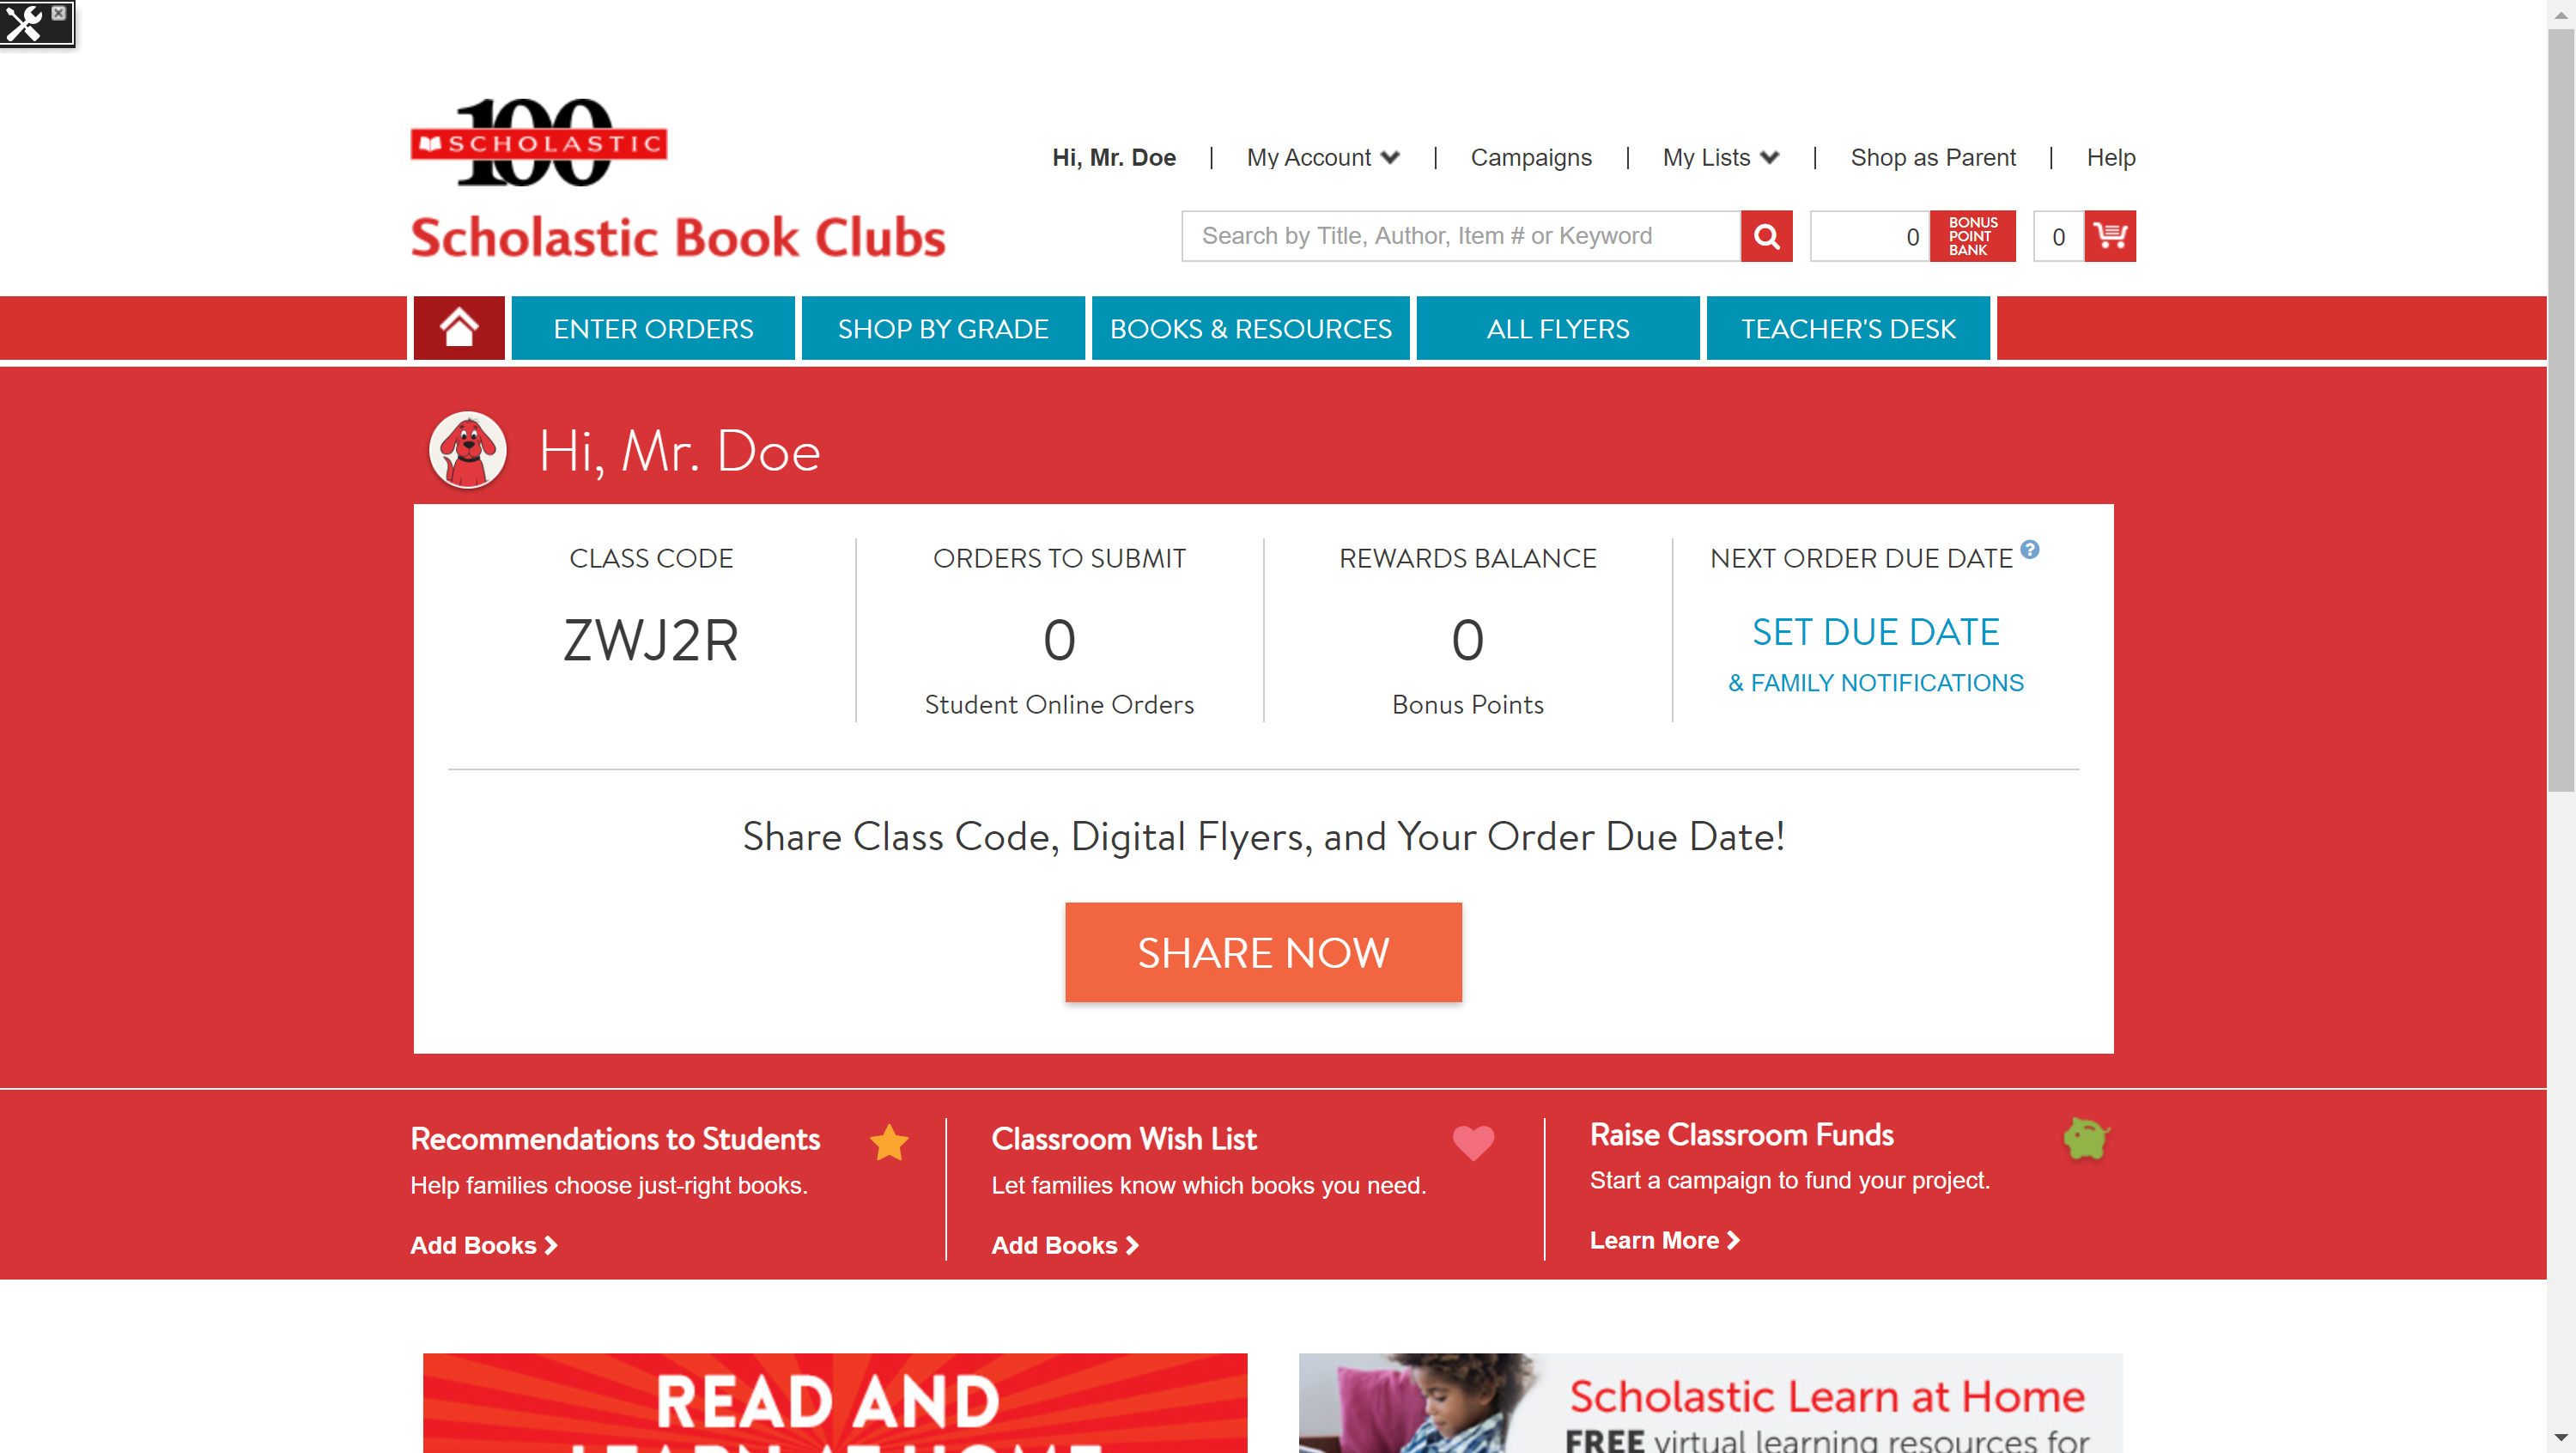 100
SCHOLASTIC
Scholastic Book Clubs
Hi, Mr. Doe
My Account
Campaigns
My Lists
Shop as Parent
Help
Search by Title, Author, Item # or Keyword
0
BONUS
POINT
BANK
0
ENTER ORDERS
SHOP BY GRADE
BOOKS & RESOURCES
ALL FLYERS
TEACHER'S DESK
Hi, Mr. Doe
CLASS CODE
ZWJ2R
ORDERS TO SUBMIT
0
Student Online Orders
REWARDS BALANCE
0
Bonus Points
NEXT ORDER DUE DATE ?
SET DUE DATE
& FAMILY NOTIFICATIONS
Share Class Code, Digital Flyers, and Your Order Due Date!
SHARE NOW
Recommendations to Students
Help families choose just-right books.
Add Books
Classroom Wish List
Let families know which books you need.
Add Books
Raise Classroom Funds
Start a campaign to fund your project.
Learn More
READ AND
LEARN AT HOME
Scholastic Learn at Home
FREE virtual learning resources for